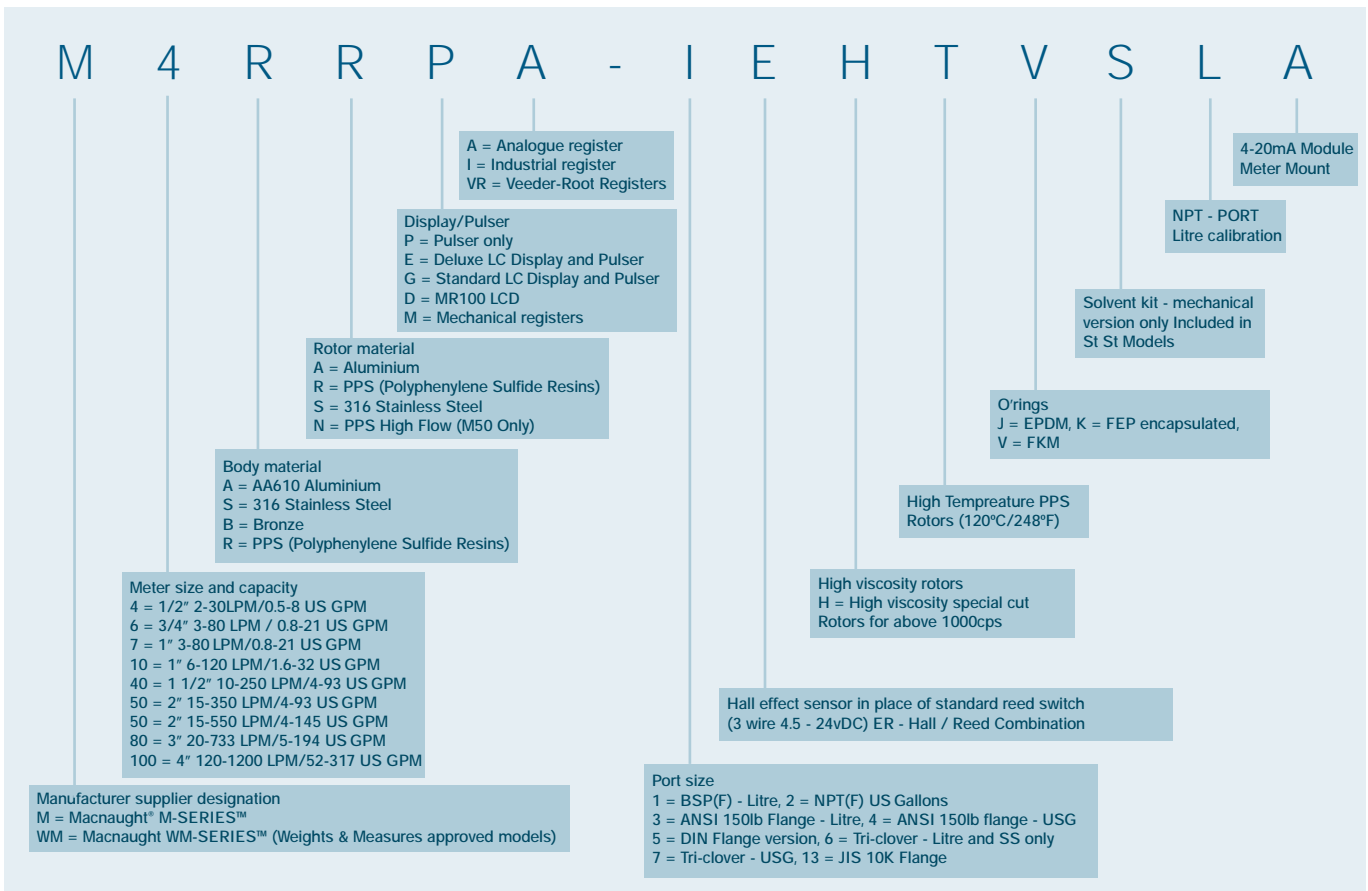 M 4 R R P A - I E H T V S L A
A = Analogue register
I = Industrial register
VR = Veeder-Root Registers
4-20mA Module
Meter Mount
NPT - PORT
Litre calibration
Display/Pulser
P = Pulser only
E = Deluxe LC Display and Pulser
G = Standard LC Display and Pulser
D = MR100 LCD
M = Mechanical registers
Solvent kit - mechanical
version only Included in
St St Models
Rotor material
A = Aluminium
R = PPS (Polyphenylene Sulfide Resins)
S = 316 Stainless Steel
N = PPS High Flow (M50 Only)
O'rings
J = EPDM, K = FEP encapsulated,
V = FKM
Body material
A = AA610 Aluminium
S = 316 Stainless Steel
B = Bronze
R = PPS (Polyphenylene Sulfide Resins)
High Tempreature PPS
Rotors (120ºC/248ºF)
Meter size and capacity
4 = 1/2" 2-30LPM/0.5-8 US GPM
6 = 3/4" 3-80 LPM / 0.8-21 US GPM
7 = 1" 3-80 LPM/0.8-21 US GPM
10 = 1" 6-120 LPM/1.6-32 US GPM
40 = 1 1/2" 10-250 LPM/4-93 US GPM
50 = 2" 15-350 LPM/4-93 US GPM
50 = 2" 15-550 LPM/4-145 US GPM
80 = 3" 20-733 LPM/5-194 US GPM
100 = 4" 120-1200 LPM/52-317 US GPM
High viscosity rotors
H = High viscosity special cut
Rotors for above 1000cps
Hall effect sensor in place of standard reed switch
(3 wire 4.5 - 24vDC) ER - Hall / Reed Combination
Manufacturer supplier designation
M = Macnaught® M-SERIES™
WM = Macnaught WM-SERIES™ (Weights & Measures approved models)
Port size
1 = BSP(F) - Litre, 2 = NPT(F) US Gallons
3 = ANSI 150lb Flange - Litre, 4 = ANSI 150lb flange - USG
5 = DIN Flange version, 6 = Tri-clover - Litre and SS only
7 = Tri-clover - USG, 13 = JIS 10K Flange